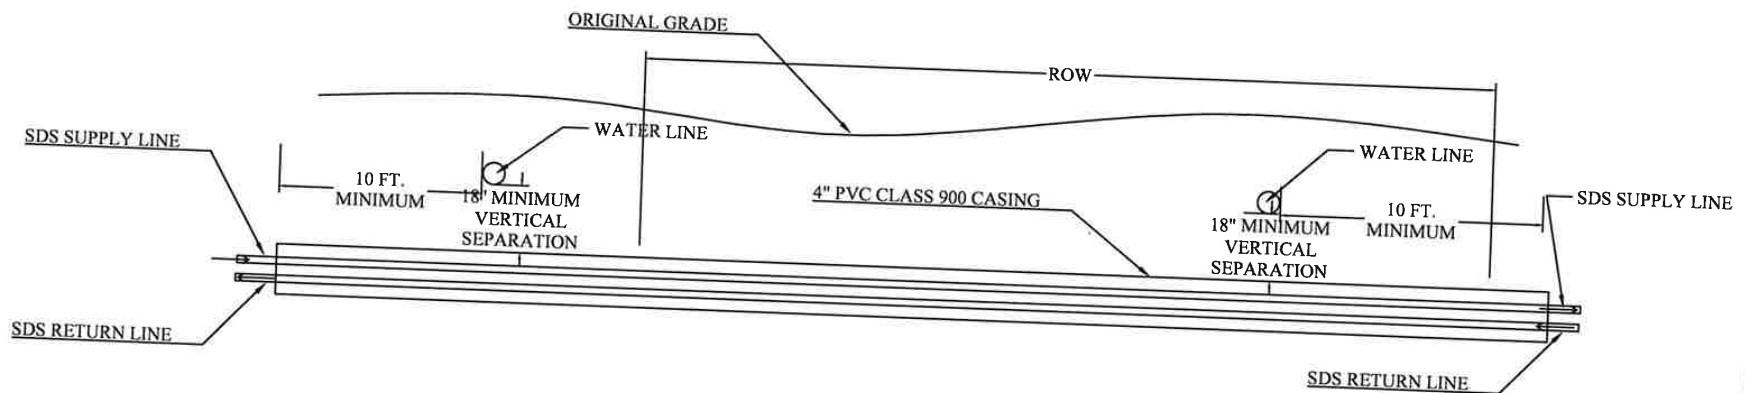 ORIGINAL GRADE
ROW
SDS SUPPLY LINE
WATER LINE
10 FT.
MINIMUM
18" MINIMUM
VERTICAL
SEPARATION
4" PVC CLASS 900 CASING
WATER LINE
18" MINIMUM
VERTICAL
SEPARATION
10 FT.
MINIMUM
SDS SUPPLY LINE
SDS RETURN LINE
SDS RETURN LINE